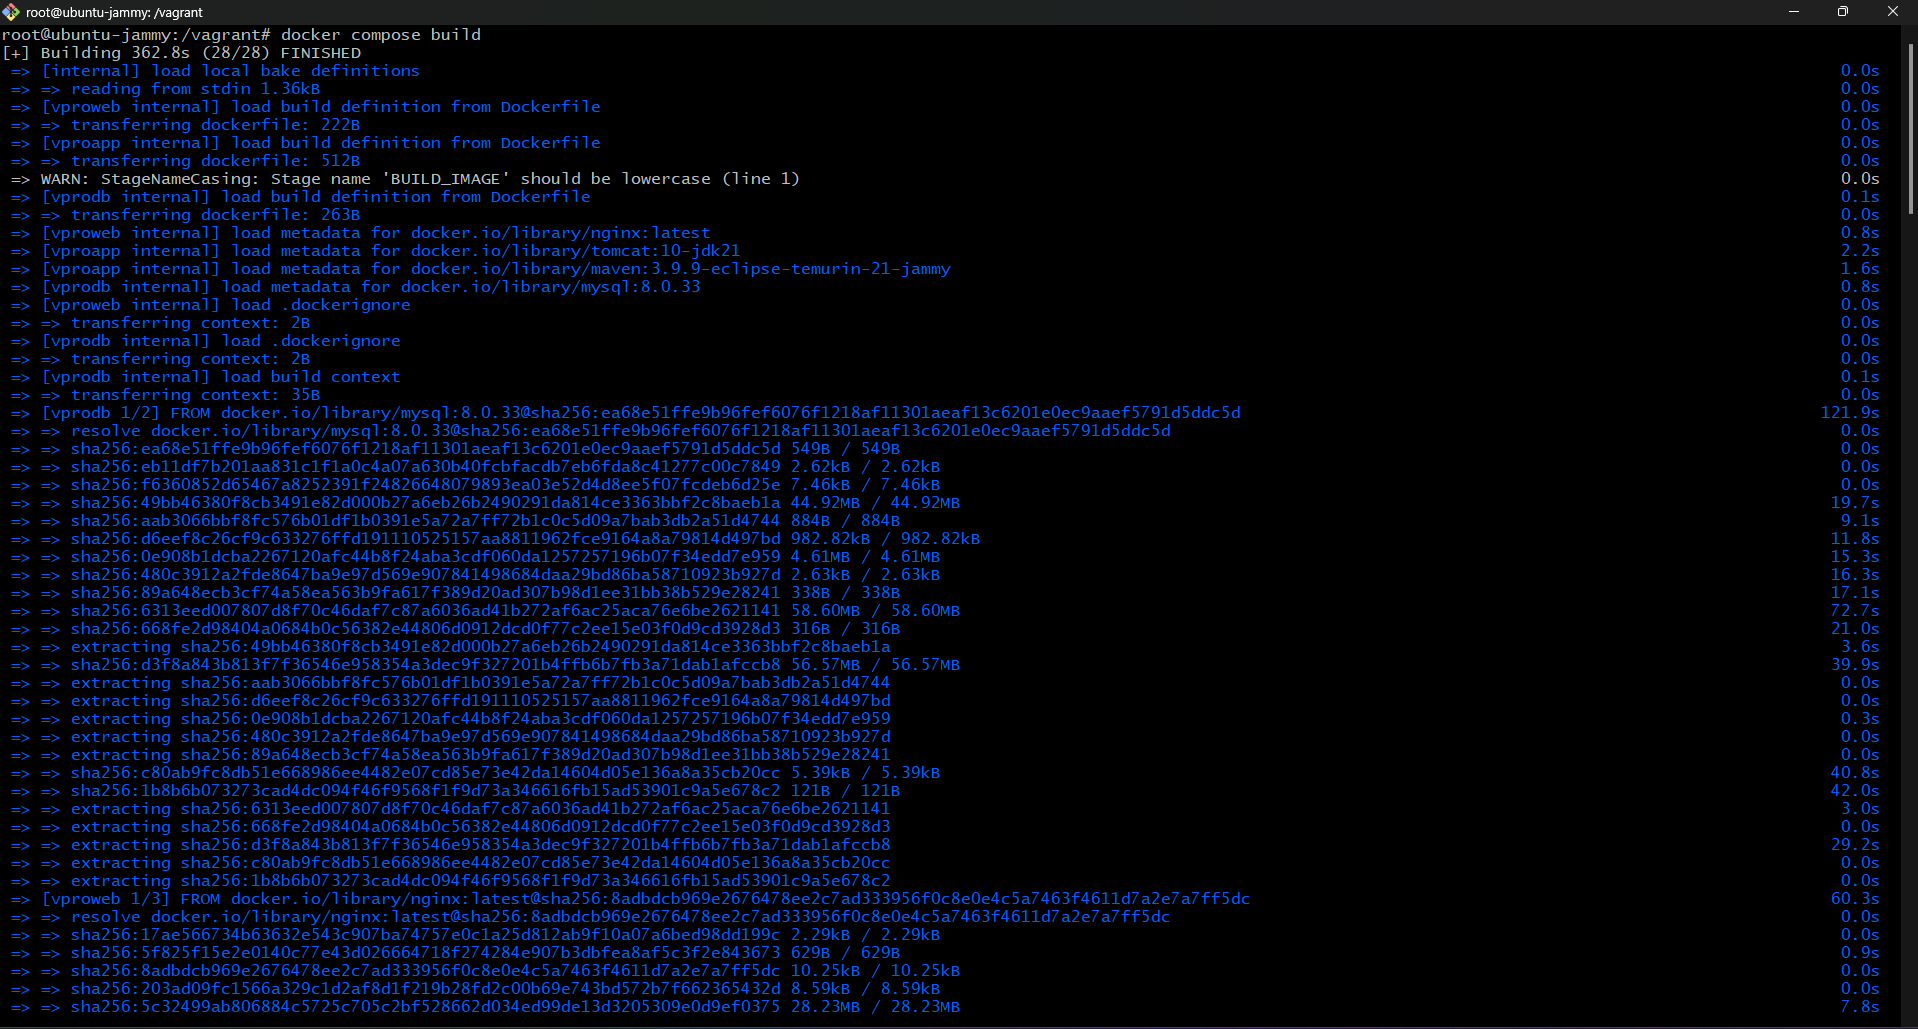 root@ubuntu-jammy: /vagrant
root@ubuntu-jammy:/vagrant# docker compose build
[+] Building 362.8s (28/28) FINISHED
=> [internal] load local bake definitions 0.0s
=> => reading from stdin 1.36kB 0.0s
=> [vproweb internal] load build definition from Dockerfile 0.0s
=> => transferring dockerfile: 222B 0.0s
=> [vproapp internal] load build definition from Dockerfile 0.0s
=> => transferring dockerfile: 512B 0.0s
=> WARN: StageNameCasing: Stage name 'BUILD_IMAGE' should be lowercase (line 1) 0.0s
=> [vprodb internal] load build definition from Dockerfile 0.1s
=> => transferring dockerfile: 263B 0.0s
=> [vproweb internal] load metadata for docker.io/library/nginx:latest 0.8s
=> [vproapp internal] load metadata for docker.io/library/tomcat:10-jdk21 2.2s
=> [vproapp internal] load metadata for docker.io/library/maven:3.9.9-eclipse-temurin-21-jammy 1.6s
=> [vprodb internal] load metadata for docker.io/library/mysql:8.0.33 0.8s
=> [vproweb internal] load .dockerignore 0.0s
=> => transferring context: 2B 0.0s
=> [vprodb internal] load .dockerignore 0.0s
=> => transferring context: 2B 0.0s
=> [vprodb internal] load build context 0.1s
=> => transferring context: 35B 0.0s
=> [vprodb 1/2] FROM docker.io/library/mysql:8.0.33@sha256:ea68e51ffe9b96fef6076f1218af11301aeaf13c6201e0ec9aaef5791d5ddc5d 121.9s
=> => resolve docker.io/library/mysql:8.0.33@sha256:ea68e51ffe9b96fef6076f1218af11301aeaf13c6201e0ec9aaef5791d5ddc5d 0.0s
=> => sha256:ea68e51ffe9b96fef6076f1218af11301aeaf13c6201e0ec9aaef5791d5ddc5d 549B / 549B 0.0s
=> => sha256:eb11df7b201aa831c1f1a0c4a07a630b40fcbfacdb7eb6fda8c41277c00c7849 2.62kB / 2.62kB 0.0s
=> => sha256:f6360852d65467a8252391f24826648079893ea03e52d4d8ee5f07fcdeb6d25e 7.46kB / 7.46kB 0.0s
=> => sha256:49bb46380f8cb3491e82d000b27a6eb26b2490291da814ce3363bbf2c8baeb1a 44.92MB / 44.92MB 19.7s
=> => sha256:aab3066bbf8fc576b01df1b0391e5a72a7ff72b1c0c5d09a7bab3db2a51d4744 884B / 884B 9.1s
=> => sha256:d6eef8c26cf9c633276ffd191110525157aa8811962fce9164a8a79814d497bd 982.82kB / 982.82kB 11.8s
=> => sha256:0e908b1dcba2267120afc44b8f24aba3cdf060da1257257196b07f34edd7e959 4.61MB / 4.61MB 15.3s
=> => sha256:480c3912a2fde8647ba9e97d569e907841498684daa29bd86ba58710923b927d 2.63kB / 2.63kB 16.3s
=> => sha256:89a648ecb3cf74a58ea563b9fa617f389d20ad307b98d1ee31bb38b529e28241 338B / 338B 17.1s
=> => sha256:6313eed007807d8f70c46daf7c87a6036ad41b272af6ac25aca76e6be2621141 58.60MB / 58.60MB 72.7s
=> => sha256:668fe2d98404a0684b0c56382e44806d0912dcd0f77c2ee15e03f0d9cd3928d3 316B / 316B 21.0s
=> => extracting sha256:49bb46380f8cb3491e82d000b27a6eb26b2490291da814ce3363bbf2c8baeb1a 3.6s
=> => sha256:d3f8a843b813f7f36546e958354a3dec9f327201b4ffb6b7fb3a71dab1afccb8 56.57MB / 56.57MB 39.9s
=> => extracting sha256:aab3066bbf8fc576b01df1b0391e5a72a7ff72b1c0c5d09a7bab3db2a51d4744 0.0s
=> => extracting sha256:d6eef8c26cf9c633276ffd191110525157aa8811962fce9164a8a79814d497bd 0.0s
=> => extracting sha256:0e908b1dcba2267120afc44b8f24aba3cdf060da1257257196b07f34edd7e959 0.3s
=> => extracting sha256:480c3912a2fde8647ba9e97d569e907841498684daa29bd86ba58710923b927d 0.0s
=> => extracting sha256:89a648ecb3cf74a58ea563b9fa617f389d20ad307b98d1ee31bb38b529e28241 0.0s
=> => sha256:c80ab9fc8db51e668986ee4482e07cd85e73e42da14604d05e136a8a35cb20cc 5.39kB / 5.39kB 40.8s
=> => sha256:1b8b6b073273cad4dc094f46f9568f1f9d73a346616fb15ad53901c9a5e678c2 121B / 121B 42.0s
=> => extracting sha256:6313eed007807d8f70c46daf7c87a6036ad41b272af6ac25aca76e6be2621141 3.0s
=> => extracting sha256:668fe2d98404a0684b0c56382e44806d0912dcd0f77c2ee15e03f0d9cd3928d3 0.0s
=> => extracting sha256:d3f8a843b813f7f36546e958354a3dec9f327201b4ffb6b7fb3a71dab1afccb8 29.2s
=> => extracting sha256:c80ab9fc8db51e668986ee4482e07cd85e73e42da14604d05e136a8a35cb20cc 0.0s
=> => extracting sha256:1b8b6b073273cad4dc094f46f9568f1f9d73a346616fb15ad53901c9a5e678c2 0.0s
=> [vproweb 1/3] FROM docker.io/library/nginx:latest@sha256:8adbdcb969e2676478ee2c7ad333956f0c8e0e4c5a7463f4611d7a2e7a7ff5dc 60.3s
=> => resolve docker.io/library/nginx:latest@sha256:8adbdcb969e2676478ee2c7ad333956f0c8e0e4c5a7463f4611d7a2e7a7ff5dc 0.0s
=> => sha256:17ae566734b63632e543c907ba74757e0c1a25d812ab9f10a07a6bed98dd199c 2.29kB / 2.29kB 0.0s
=> => sha256:5f825f15e2e0140c77e43d026664718f274284e907b3dbfea8af5c3f2e843673 629B / 629B 0.9s
=> => sha256:8adbdcb969e2676478ee2c7ad333956f0c8e0e4c5a7463f4611d7a2e7a7ff5dc 10.25kB / 10.25kB 0.0s
=> => sha256:203ad09fc1566a329c1d2af8d1f219b28fd2c00b69e743bd572b7f662365432d 8.59kB / 8.59kB 0.0s
=> => sha256:5c32499ab806884c5725c705c2bf528662d034ed99de13d3205309e0d9ef0375 28.23MB / 28.23MB 7.8s